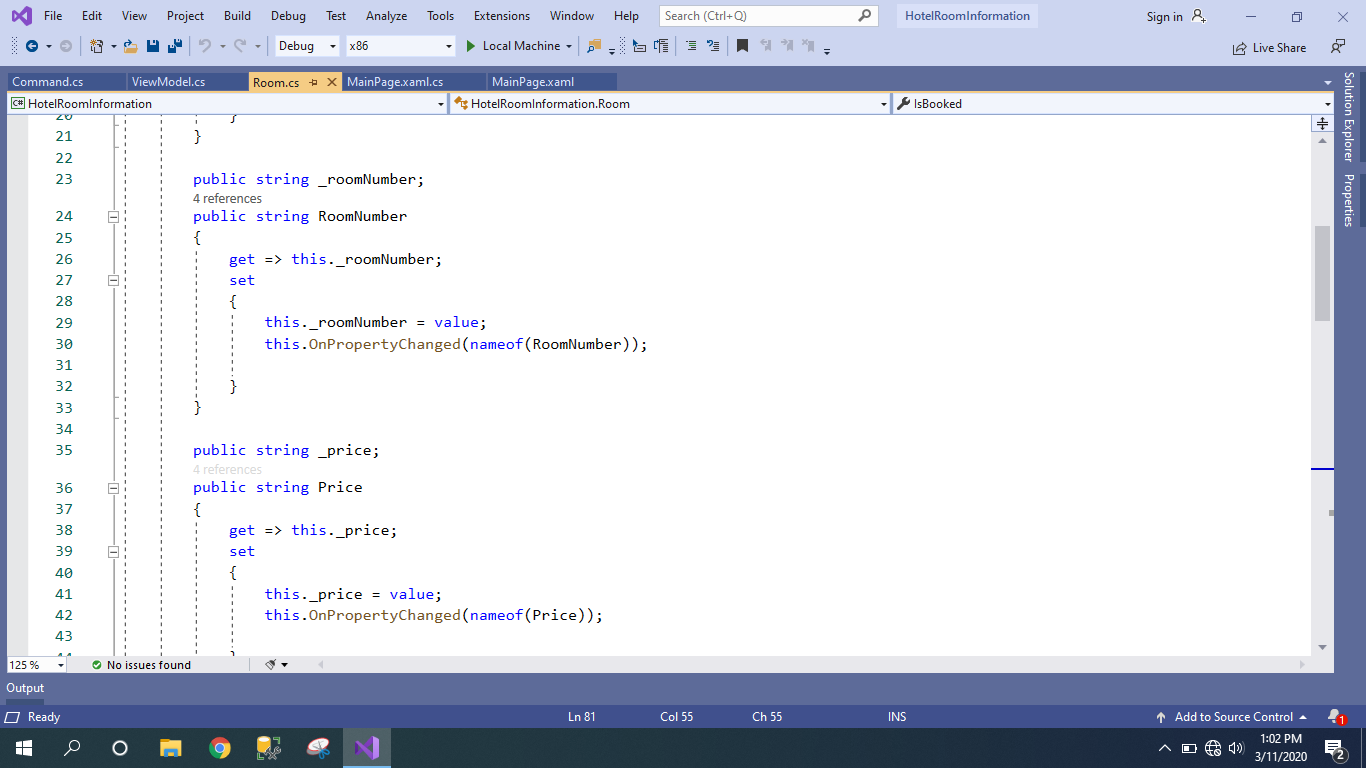 File Edit View Project Build Debug Test Analyze Tools Extensions Window Help Search (Ctrl+Q) HotelRoomInformation Sign in
Debug x86 Local Machine Live Share
Command.cs ViewModel.cs Room.cs MainPage.xaml.cs MainPage.xaml
C# HotelRoomInformation HotelRoomInformation.Room IsBooked
Solution Explorer
Properties
20 }
21 }
22
23 public string _roomNumber;
4 references
24 public string RoomNumber
25 {
26 get => this._roomNumber;
27 set
28 {
29 this._roomNumber = value;
30 this.OnPropertyChanged(nameof(RoomNumber));
31
32 }
33 }
34
35 public string _price;
4 references
36 public string Price
37 {
38 get => this._price;
39 set
40 {
41 this._price = value;
42 this.OnPropertyChanged(nameof(Price));
43
44 }
125 % No issues found
Output
Ready Ln 81 Col 55 Ch 55 INS Add to Source Control 1
1:02 PM
3/11/2020 2